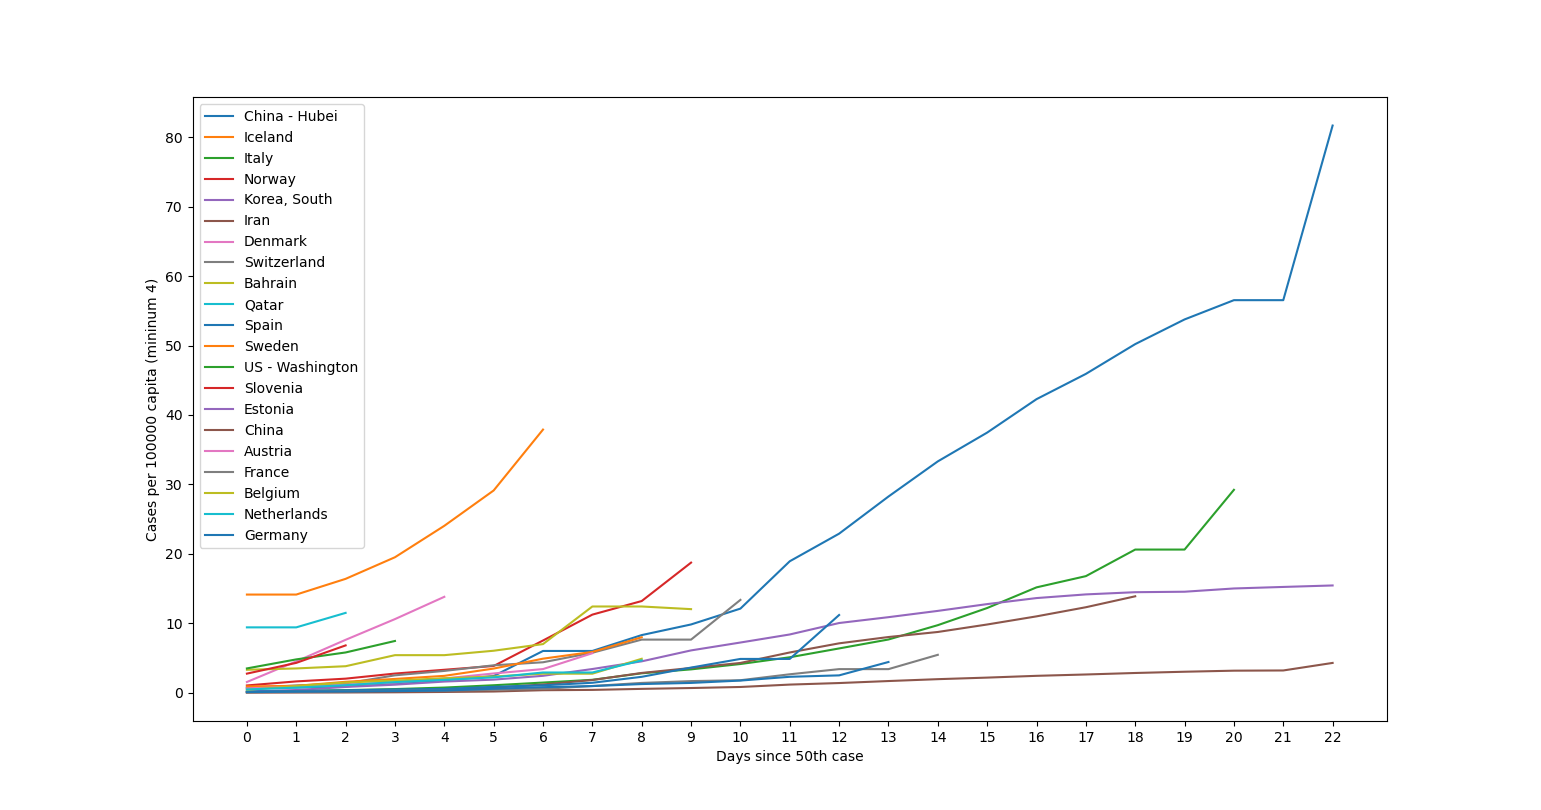 China - Hubei
Iceland
Italy
Norway
Korea, South
Iran
Denmark
Switzerland
Bahrain
Qatar
Spain
Sweden
US - Washington
Slovenia
Estonia
China
Austria
France
Belgium
Netherlands
Germany
Cases per 100000 capita (mininum 4)
80
70
60
50
40
30
20
10
0
0 1 2 3 4 5 6 7 8 9 10 11 12 13 14 15 16 17 18 19 20 21 22
Days since 50th case